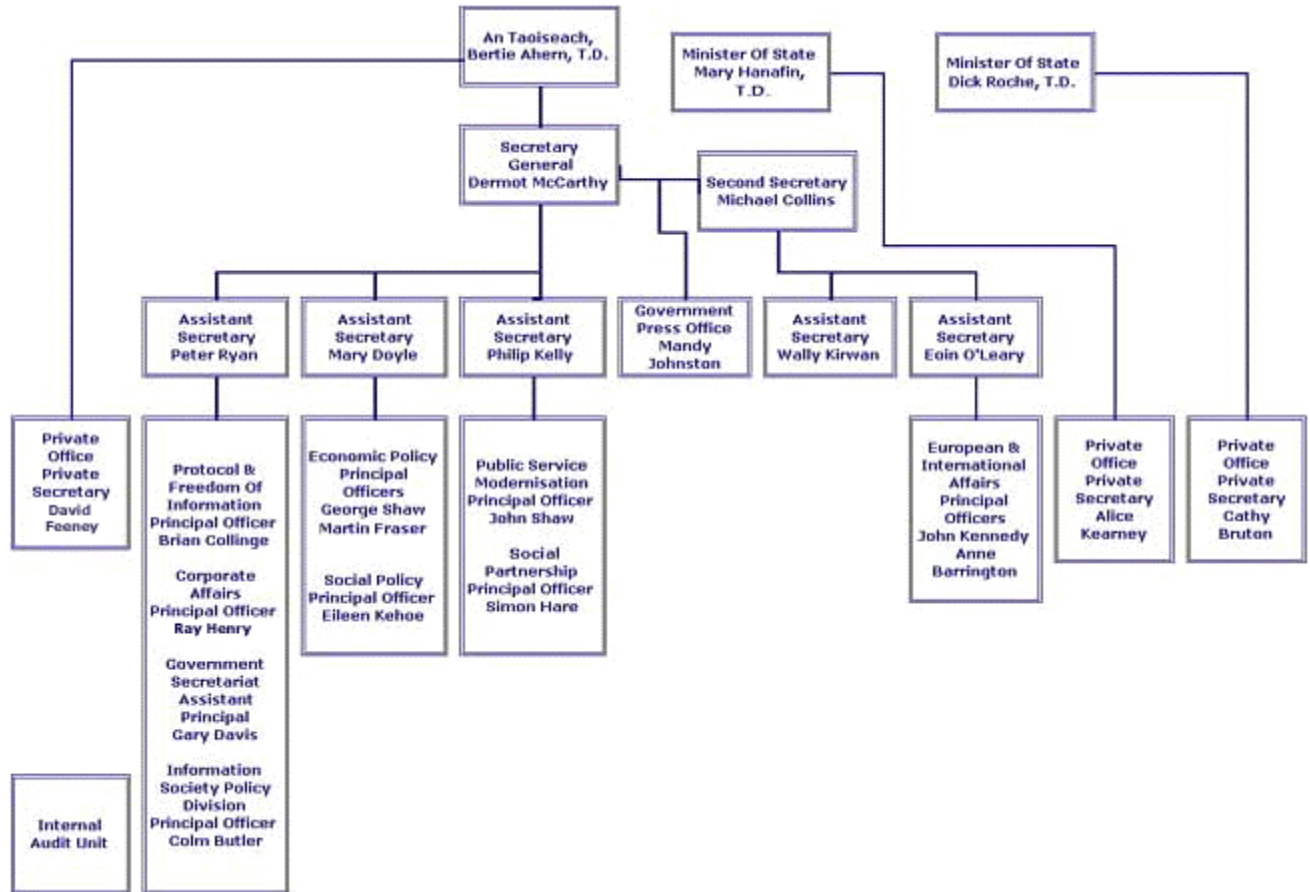 An Taoiseach,
Bertie Ahern, T.D.
Minister Of State
Mary Hanafin,
T.D.
Minister Of State
Dick Roche, T.D.
Secretary
General
Dermot McCarthy
Second Secretary
Michael Collins
Assistant
Secretary
Peter Ryan
Assistant
Secretary
Mary Doyle
Assistant
Secretary
Philip Kelly
Government
Press Office
Mandy
Johnston
Assistant
Secretary
Wally Kirwan
Assistant
Secretary
Eoin O'Leary
Private
Office
Private
Secretary
David
Feeney
Protocol &
Freedom Of
Information
Principal Officer
Brian Collinge
Corporate
Affairs
Principal Officer
Ray Henry
Government
Secretariat
Assistant
Principal
Gary Davis
Information
Society Policy
Division
Principal Officer
Colm Butler
Economic Policy
Principal
Officers
George Shaw
Martin Fraser
Social Policy
Principal Officer
Eileen Kehoe
Public Service
Modernisation
Principal Officer
John Shaw
Social
Partnership
Principal Officer
Simon Hare
European &
International
Affairs
Principal
Officers
John Kennedy
Anne
Barrington
Private
Office
Private
Secretary
Alice
Kearney
Private
Office
Private
Secretary
Cathy
Bruton
Internal
Audit Unit